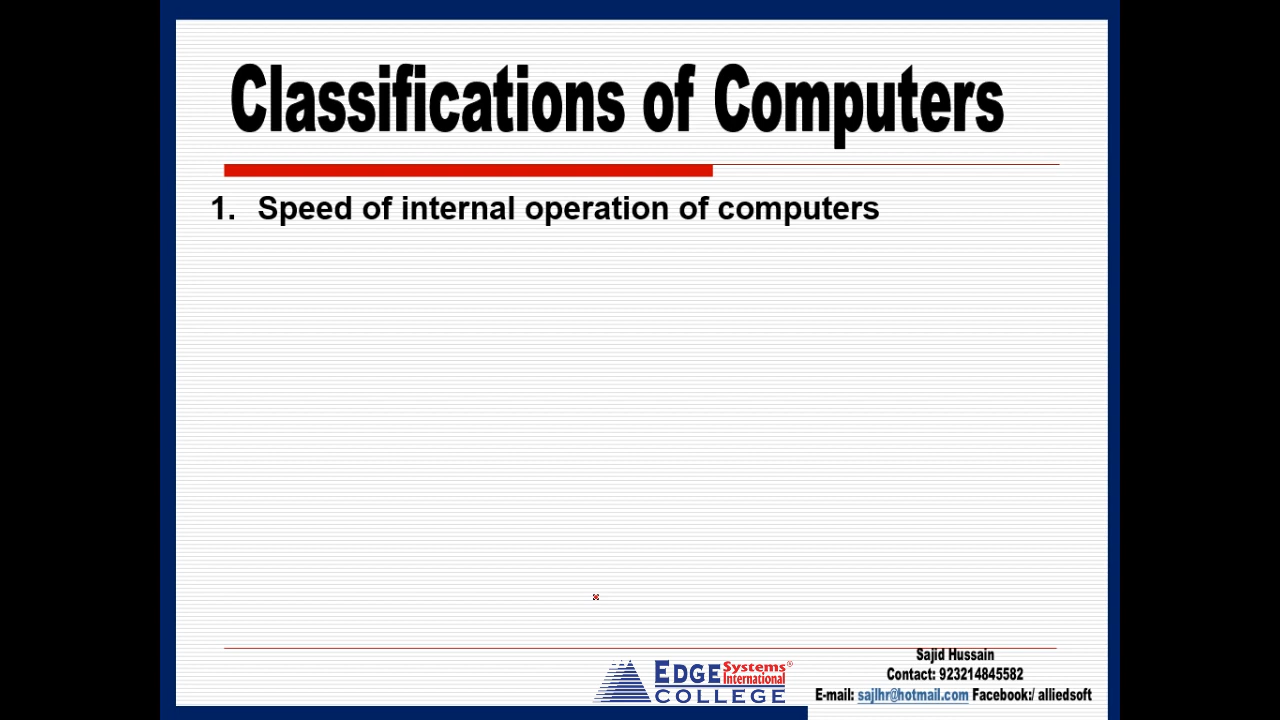 Classifications of Computers
1. Speed of internal operation of computers
Sajid Hussain
EDGE Systems International® COLLEGE
Contact: 923214845582
E-mail: sajlhr@hotmail.com Facebook:/ alliedsoft